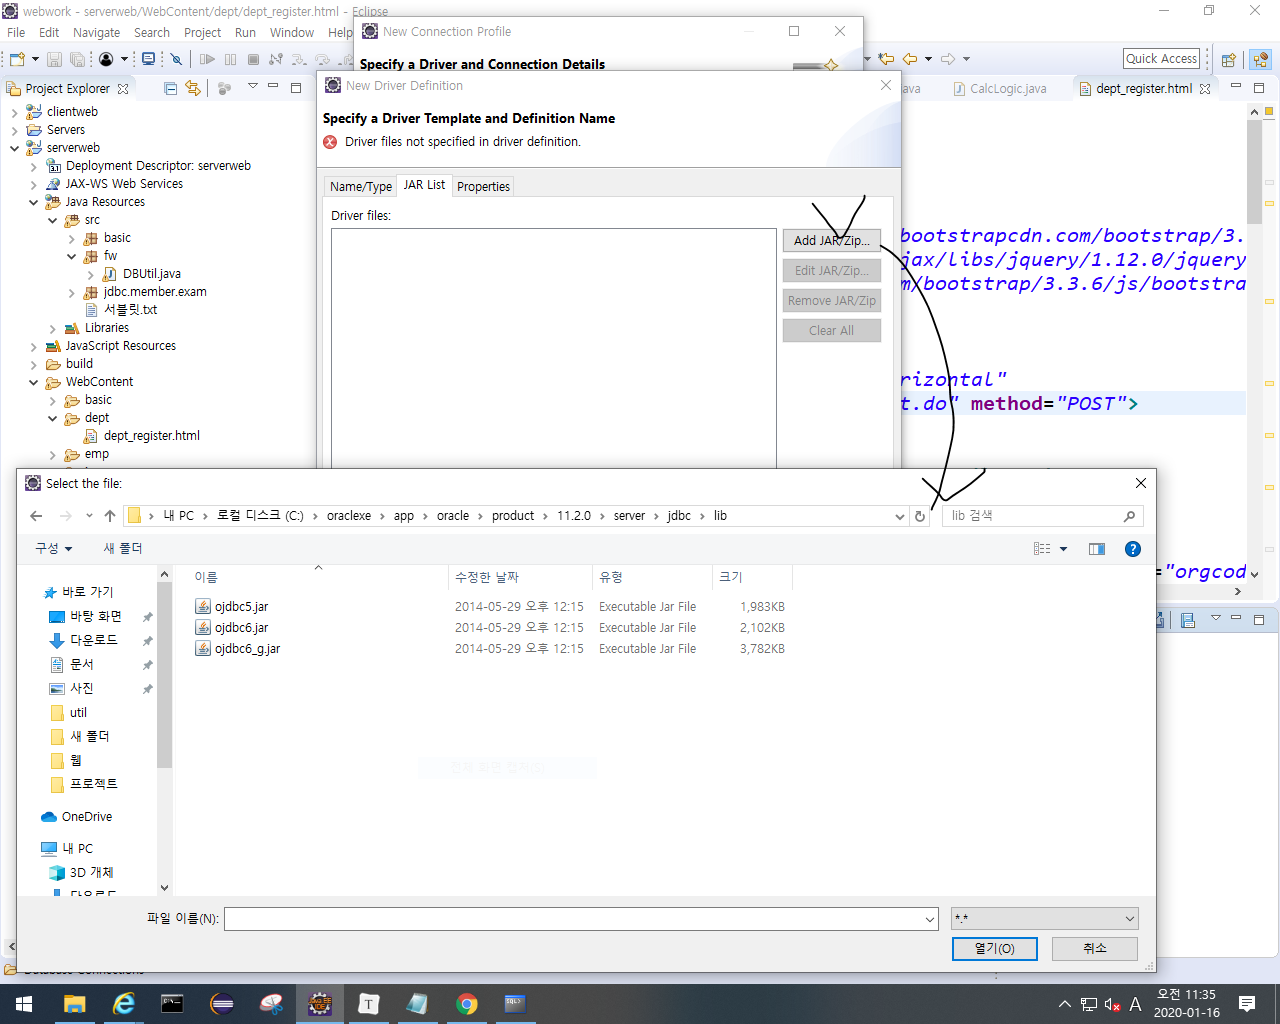 webwork - serverweb/WebContent/dept/dept_register.html - Eclipse
File Edit Navigate Search Project Run Window Help
New Connection Profile
Specify a Driver and Connection Details
Quick Access
Project Explorer
New Driver Definition
Specify a Driver Template and Definition Name
Driver files not specified in driver definition.
Name/Type JAR List Properties
Driver files:
Add JAR/Zip...
Edit JAR/Zip...
Remove JAR/Zip
Clear All
ava CalcLogic.java dept_register.html
clientweb
Servers
serverweb
Deployment Descriptor: serverweb
JAX-WS Web Services
Java Resources
src
basic
fw
DBUtil.java
jdbc.member.exam
서블릿.txt
Libraries
JavaScript Resources
build
WebContent
basic
dept
dept_register.html
emp
bootstrapcdn.com/bootstrap/3.
jax/libs/jquery/1.12.0/jquery
m/bootstrap/3.3.6/js/bootstra
rizontal"
t.do" method="POST">
="orgcod
Select the file:
내 PC > 로컬 디스크 (C:) > oraclexe > app > oracle > product > 11.2.0 > server > jdbc > lib
lib 검색
구성 새 폴더
이름 수정한 날짜 유형 크기
ojdbc5.jar 2014-05-29 오후 12:15 Executable Jar File 1,983KB
ojdbc6.jar 2014-05-29 오후 12:15 Executable Jar File 2,102KB
ojdbc6_g.jar 2014-05-29 오후 12:15 Executable Jar File 3,782KB
바로 가기
바탕 화면
다운로드
문서
사진
util
새 폴더
웹
프로젝트
OneDrive
내 PC
3D 개체
다운로드
파일 이름(N):
*.*
열기(O) 취소
Database Connections
오전 11:35
2020-01-16
A